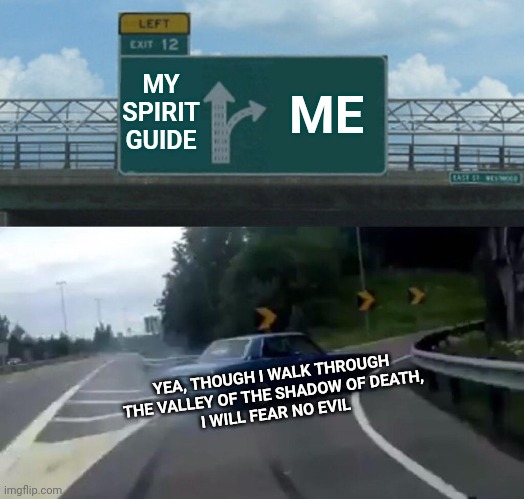 LEFT
EXIT 12
MY
SPIRIT
GUIDE
ME
YEA, THOUGH I WALK THROUGH
THE VALLEY OF THE SHADOW OF DEATH,
I WILL FEAR NO EVIL
imgflip.com